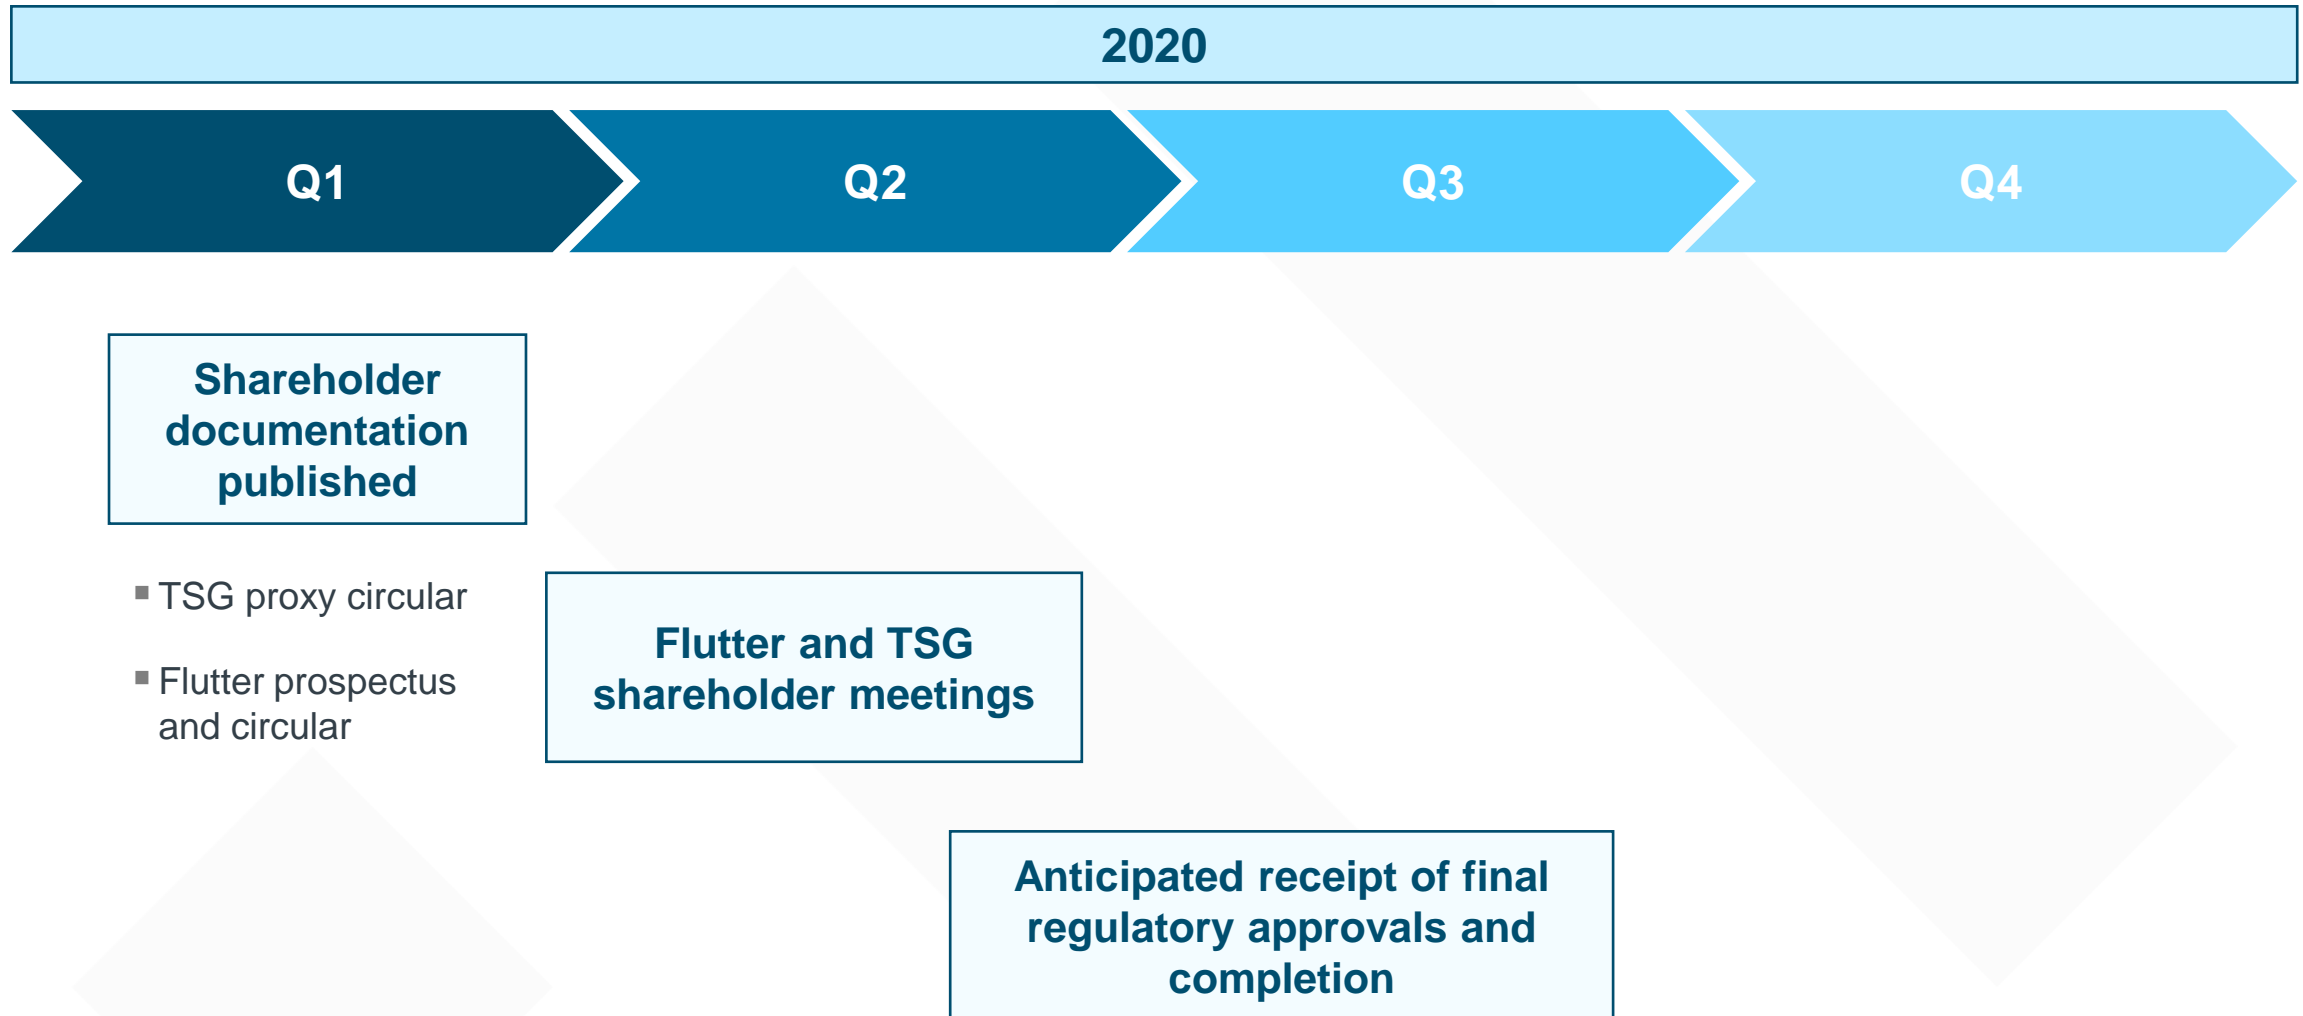 2020
Q1
Q2
Q3
Q4
Shareholder
documentation
published
▪ TSG proxy circular
▪ Flutter prospectus
and circular
Flutter and TSG
shareholder meetings
Anticipated receipt of final
regulatory approvals and
completion